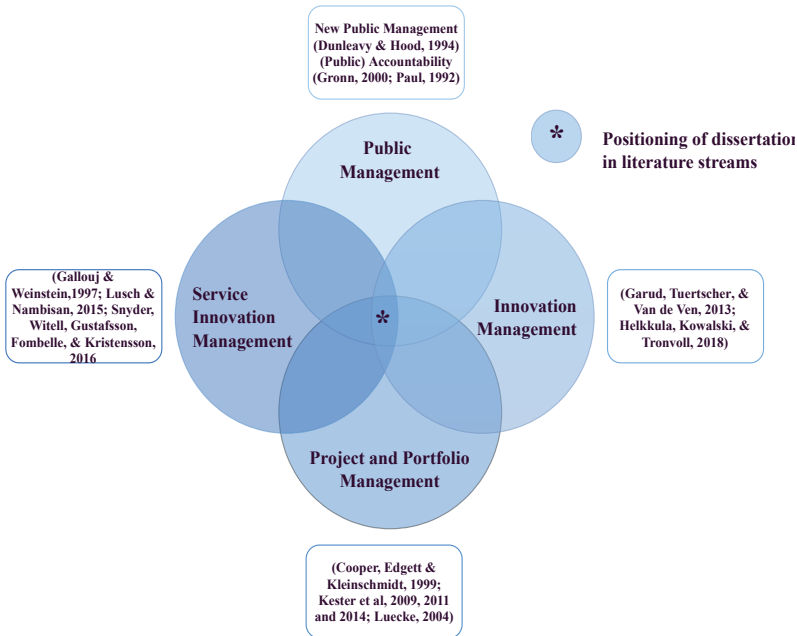 New Public Management
(Dunleavy & Hood, 1994)
(Public) Accountability
(Gronn, 2000; Paul, 1992)
*
Positioning of dissertation
in literature streams
Public
Management
(Gallouj &
Weinstein,1997; Lusch &
Nambisan, 2015; Snyder,
Witell, Gustafsson,
Fombelle, & Kristensson,
2016
Service
Innovation
Management
*
Innovation
Management
(Garud, Tuertscher, &
Van de Ven, 2013;
Helkkula, Kowalski, &
Tronvoll, 2018)
Project and Portfolio
Management
(Cooper, Edgett &
Kleinschmidt, 1999;
Kester et al, 2009, 2011
and 2014; Luecke, 2004)